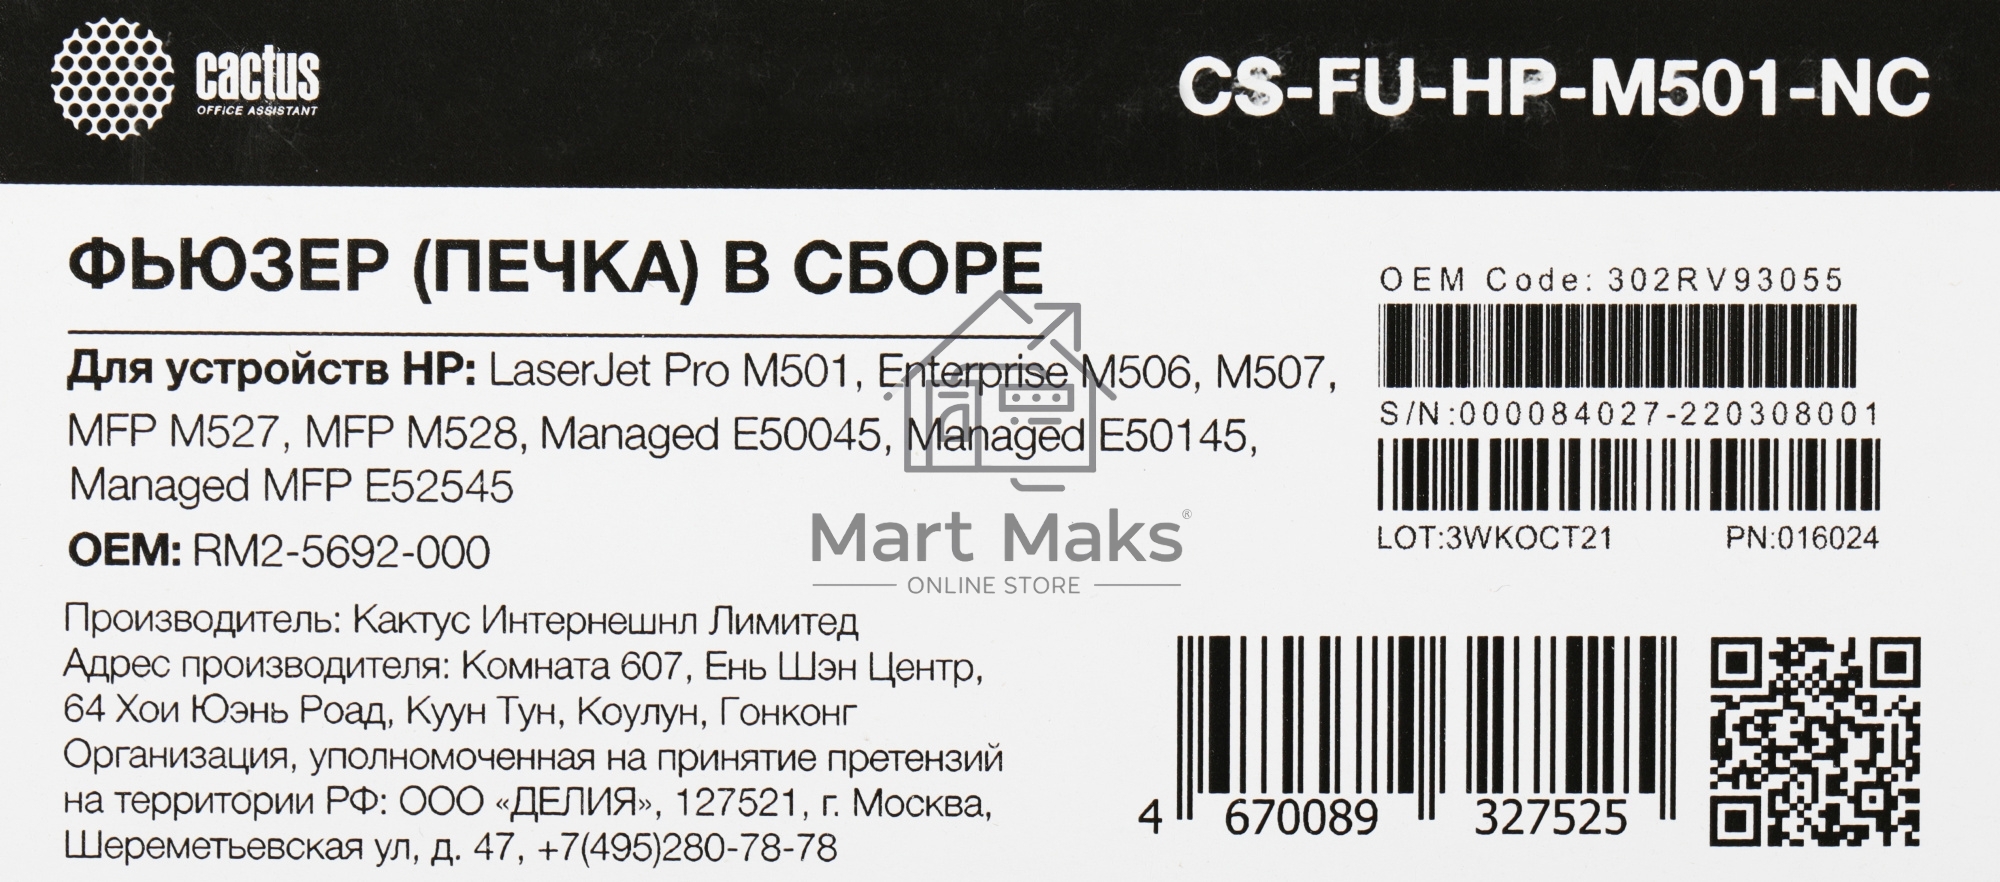 cactus
OFFICE ASSISTANT
CS-FU-HP-M501-NC
ФЬЮЗЕР (ПЕЧКА) В СБОРЕ
Для устройств HP: LaserJet Pro M501, Enterprise M506, M507,
MFP M527, MFP M528, Managed E50045, Managed E50145,
Managed MFP E52545
OEM: RM2-5692-000
OEM Code: 302RV93055
S/N:000084027-220308001
LOT:3WKOCT21 PN:016024
Mart Maks®
ONLINE STORE
Производитель: Кактус Интернешнл Лимитед
Адрес производителя: Комната 607, Ень Шэн Центр,
64 Хои Юэнь Роад, Куун Тун, Коулун, Гонконг
Организация, уполномоченная на принятие претензий
на территории РФ: ООО «ДЕЛИЯ», 127521, г. Москва,
Шереметьевская ул, д. 47, +7(495)280-78-78
4 670089 327525